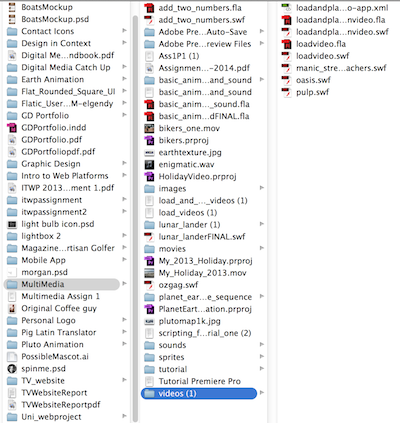 BoatsMockup
BoatsMockup.psd
Contact Icons
Design in Context
Digital Me...ndbook.pdf
Digital Media Catch Up
Earth Animation
Flat_Rounded_Square_UI
Flatic_User...M-elgendy
GD Portfolio
GDPortfolio.indd
GDPortfolio.pdf
GDPortfoliopdf.pdf
Graphic Design
Intro to Web Platforms
ITWP 2013...ment 1.pdf
itwpassignment
itwpassignment2
light bulb icon.psd
lightbox 2
Magazine...rtisan Golfer
Mobile App
morgan.psd
MultiMedia
Multimedia Assign 1
Original Coffee guy
Personal Logo
Pig Latin Translator
Pluto Animation
PossibleMascot.ai
spinme.psd
TV_website
TVWebsiteReport
TVWebsiteReportpdf
Uni_webproject
add_two_numbers.fla
add_two_numbers.swf
Adobe Pre...Auto-Save
Adobe Pre...review Files
Ass1P1 (1)
Assignmen...-2014.pdf
basic_anim...and_sound
basic_anim...and_sound
basic_anim..._sound.fla
basic_anim...dFINAL.fla
bikers_one.mov
bikers.prproj
earthtexture.jpg
enigmatic.wav
HolidayVideo.prproj
images
load_and_..._videos (1)
load_videos (1)
lunar_lander (1)
lunar_landerFINAL.swf
movies
My_2013_Holiday.prproj
My_Holiday_2013.mov
ozgag.swf
planet_ear...e_sequence
PlanetEart...ation.prproj
plutomap1k.jpg
scripting_f...rial_one (2)
sounds
sprites
tutorial
Tutorial Premiere Pro
videos (1)
loadandpla...o-app.xml
loadandpla...nvideo.fla
loadandpla...nvideo.swf
loadvideo.fla
loadvideo.swf
manic_stre...achers.swf
oasis.swf
pulp.swf